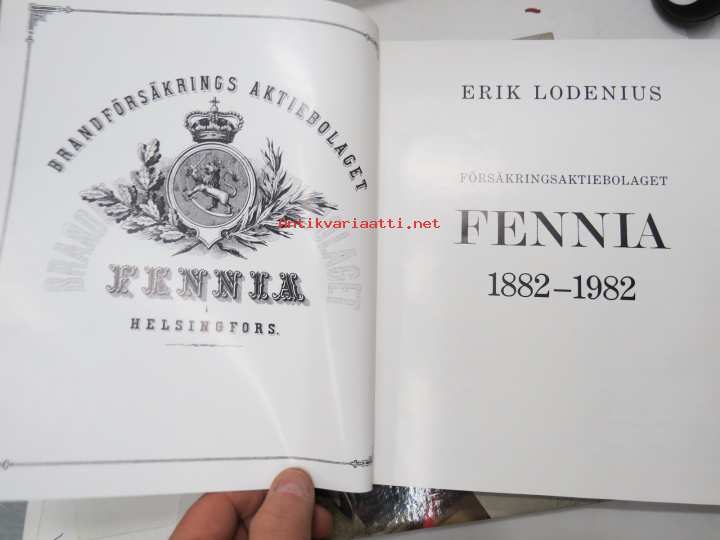 BRANDFÖRSÄKRINGS AKTIEBOLAGET
FENNIA
I
HELSINGFORS.
ERIK LODENIUS
FÖRSÄKRINGSAKTIEBOLAGET
FENNIA
1882–1982
antikvariaatti.net